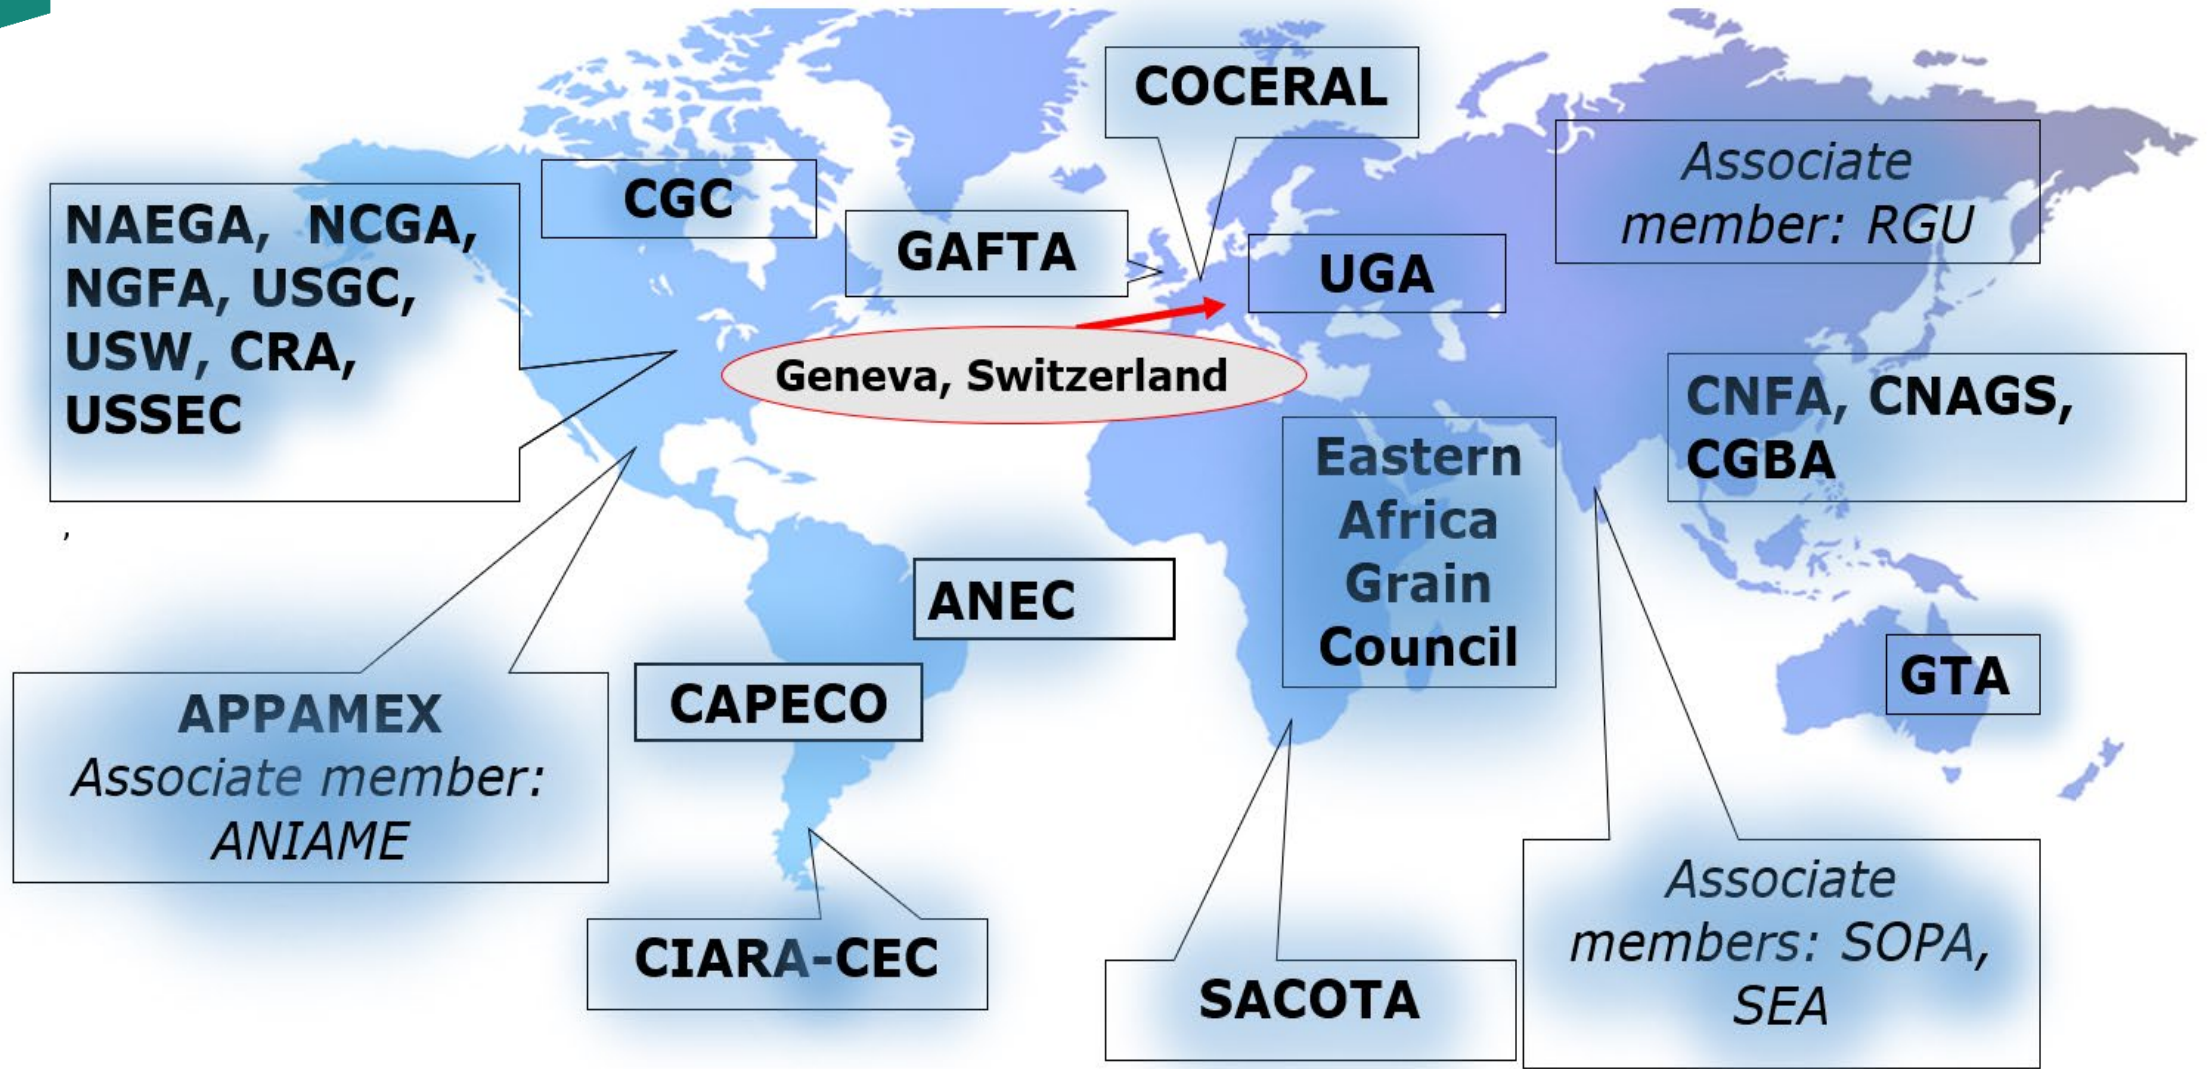 COCERAL
Associate
member: RGU
NAEGA, NCGA,
NGFA, USGC,
USW, CRA,
USSEC
CGC
GAFTA
UGA
Geneva, Switzerland
CNFA, CNAGS,
CGBA
Eastern
Africa
Grain
Council
,
ANEC
GTA
CAPECO
APPAMEX
Associate member:
ANIAME
CIARA-CEC
SACOTA
Associate
members: SOPA,
SEA